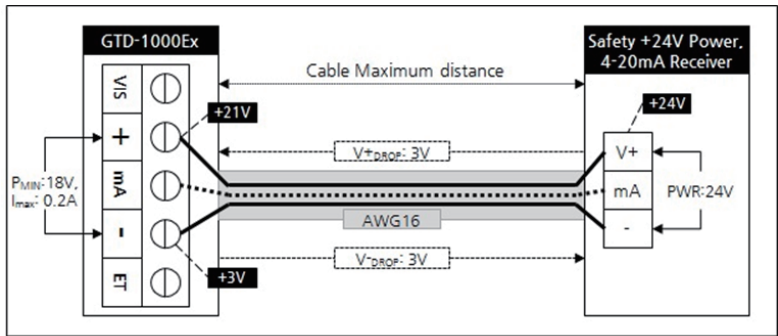 GTD-1000Ex
Safety +24V Power,
4-20mA Receiver
Cable Maximum distance
VIS
+
mA
-
ET
+21V
+24V
V+DROP: 3V
PMIN:18V,
Imax: 0.2A
V+
mA
-
PWR:24V
AWG16
V-DROP: 3V
+3V